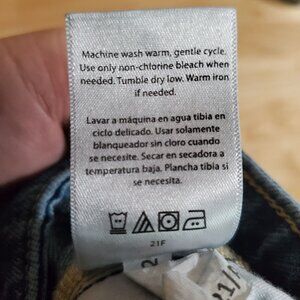 Machine wash warm, gentle cycle.
Use only non-chlorine bleach when
needed. Tumble dry low. Warm iron
if needed.
Lavar a máquina en agua tibia en
ciclo delicado. Usar solamente
blanqueador sin cloro cuando
se necesite. Secar en secadora a
temperatura baja. Plancha tibia si
se necesita.
21F
2
21/